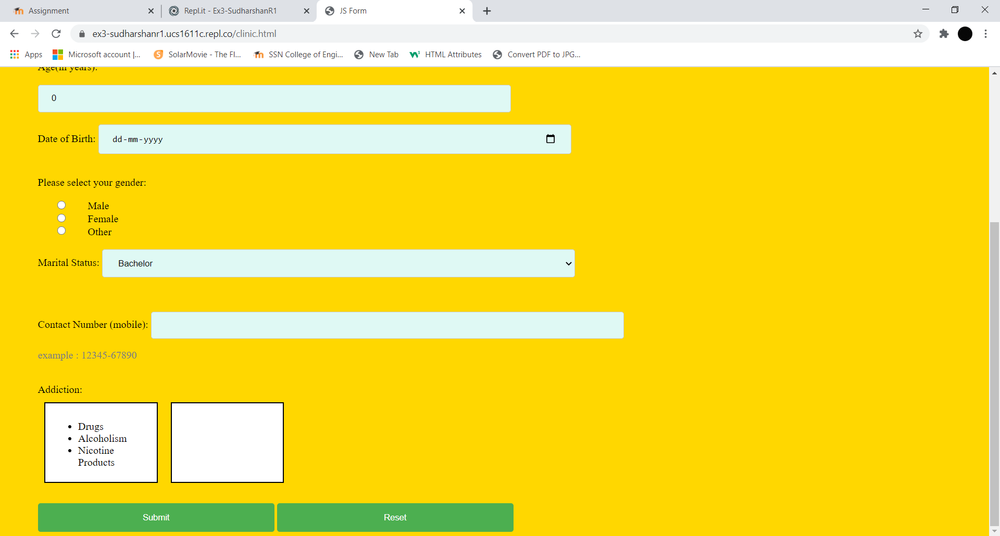 Assignment
Repl.it - Ex3-SudharshanR1
JS Form
ex3-sudharshanr1.ucs1611c.repl.co/clinic.html
Apps
Microsoft account |...
SolarMovie - The Fl...
SSN College of Engi...
New Tab
HTML Attributes
Convert PDF to JPG...
Age(in years):
0
Date of Birth: dd-mm-yyyy
Please select your gender:
Male
Female
Other
Marital Status: Bachelor
Contact Number (mobile):
example : 12345-67890
Addiction:
Drugs
Alcoholism
Nicotine
Products
Submit
Reset